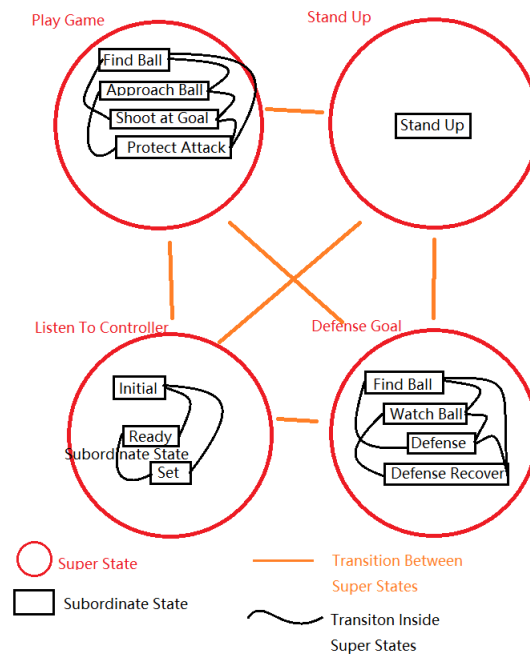 Play Game
Stand Up
Find Ball
Approach Ball
Shoot at Goal
Protect Attack
Stand Up
Listen To Controller
Defense Goal
Initial
Ready
Subordinate State
Set
Find Ball
Watch Ball
Defense
Defense Recover
Super State
Subordinate State
Transition Between
Super States
Transiton Inside
Super States